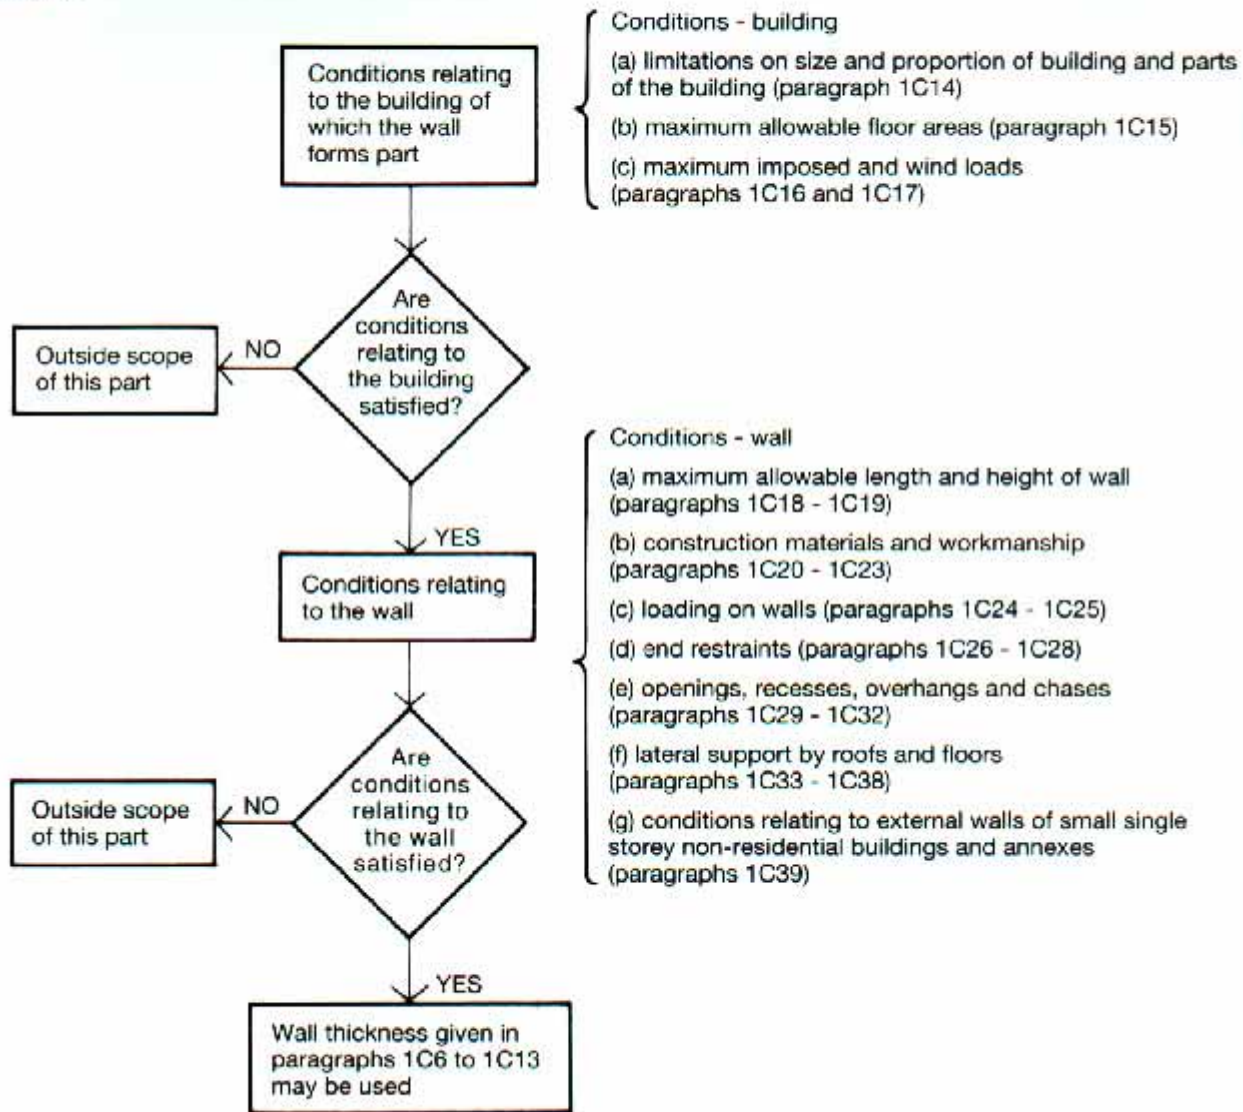 Conditions relating
to the building of
which the wall
forms part
Conditions - building
(a) limitations on size and proportion of building and parts
of the building (paragraph 1C14)
(b) maximum allowable floor areas (paragraph 1C15)
(c) maximum imposed and wind loads
(paragraphs 1C16 and 1C17)
Are
conditions
relating to
the building
satisfied?
NO
Outside scope
of this part
YES
Conditions relating
to the wall
Conditions - wall
(a) maximum allowable length and height of wall
(paragraphs 1C18 - 1C19)
(b) construction materials and workmanship
(paragraphs 1C20 - 1C23)
(c) loading on walls (paragraphs 1C24 - 1C25)
(d) end restraints (paragraphs 1C26 - 1C28)
(e) openings, recesses, overhangs and chases
(paragraphs 1C29 - 1C32)
(f) lateral support by roofs and floors
(paragraphs 1C33 - 1C38)
(g) conditions relating to external walls of small single
storey non-residential buildings and annexes
(paragraphs 1C39)
Are
conditions
relating to
the wall
satisfied?
NO
Outside scope
of this part
YES
Wall thickness given in
paragraphs 1C6 to 1C13
may be used